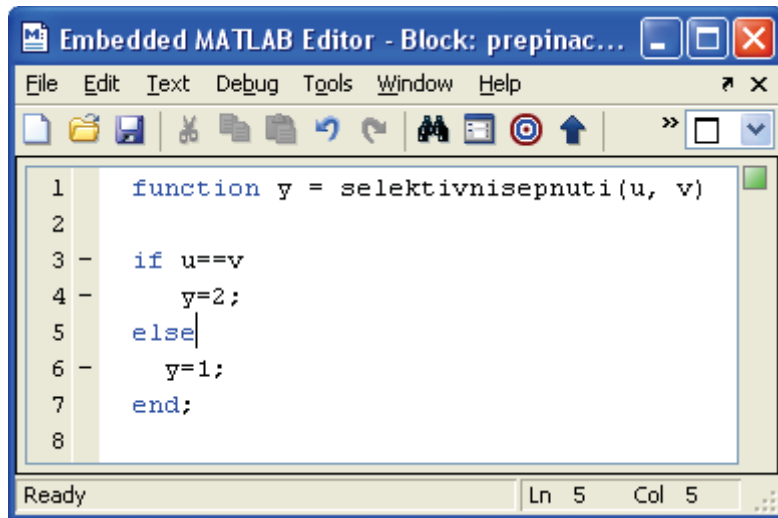 Embedded MATLAB Editor - Block: prepinac...
File Edit Text Debug Tools Window Help
»
1 function y = selektivnisepnuti(u, v)
2
3 - if u==v
4 - y=2;
5 else
6 - y=1;
7 end;
8
Ready Ln 5 Col 5